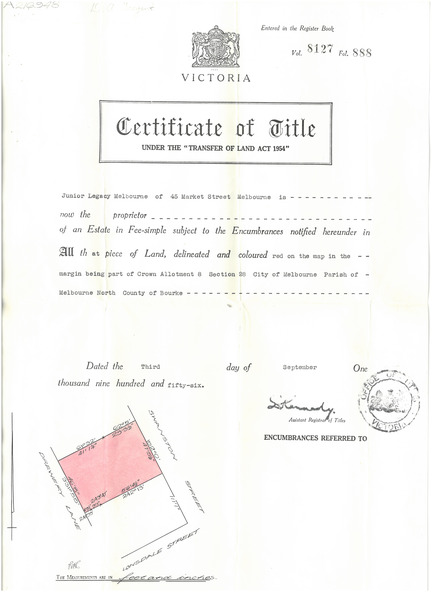 Entered in the Register Book
Vol. 8127 Fol. 888
VICTORIA
Certificate of Title
UNDER THE "TRANSFER OF LAND ACT 1954"
Junior Legacy Melbourne of 45 Market Street Melbourne is - - - - - - - - - - -
now the proprietor
of an Estate in Fee-simple subject to the Encumbrances notified hereunder in
All th at piece of Land, delineated and coloured red on the map in the - -
margin being part of Crown Allotment 8 Section 28 City of Melbourne Parish of -
Melbourne North County of Bourke - - - - - - - - - - - - - - - - - - - - - - -
Dated the Third day of September One
thousand nine hundred and fifty-six.
Assistant Registrar of Titles
OFFICE OF
VICTORIA
ENCUMBRANCES REFERRED TO
SWANSTON
STREET
LANE
LONSDALE STREET
THE MEASUREMENTS ARE IN feet and inches